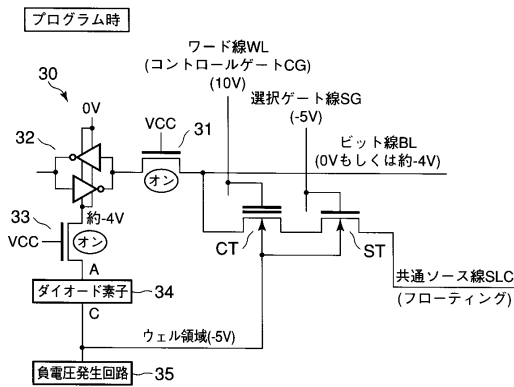 プログラム時
30
ワード線WL
(コントロールゲートCG)
(10V)
選択ゲート線SG
(-5V)
0V
VCC
31
32
ビット線BL
(0Vもしくは約-4V)
オン
33
約-4V
VCC
オン
CT
ST
A
共通ソース線SLC
(フローティング)
ダイオード素子
34
C
ウェル領域(-5V)
負電圧発生回路
35